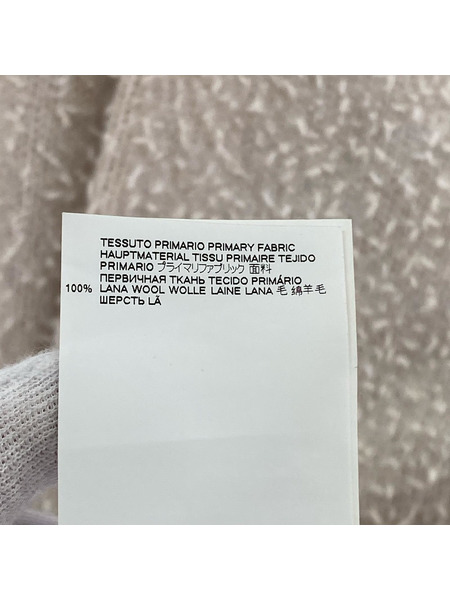 TESSUTO PRIMARIO PRIMARY FABRIC
HAUPTMATERIAL TISSU PRIMAIRE TEJIDO
PRIMARIO プライマリファブリック 面料
ПЕРВИЧНАЯ ТКАНЬ TECIDO PRIMÁRIO
100% LANA WOOL WOLLE LAINE LANA 毛 绵羊毛
ШЕРСТЬ LÃ